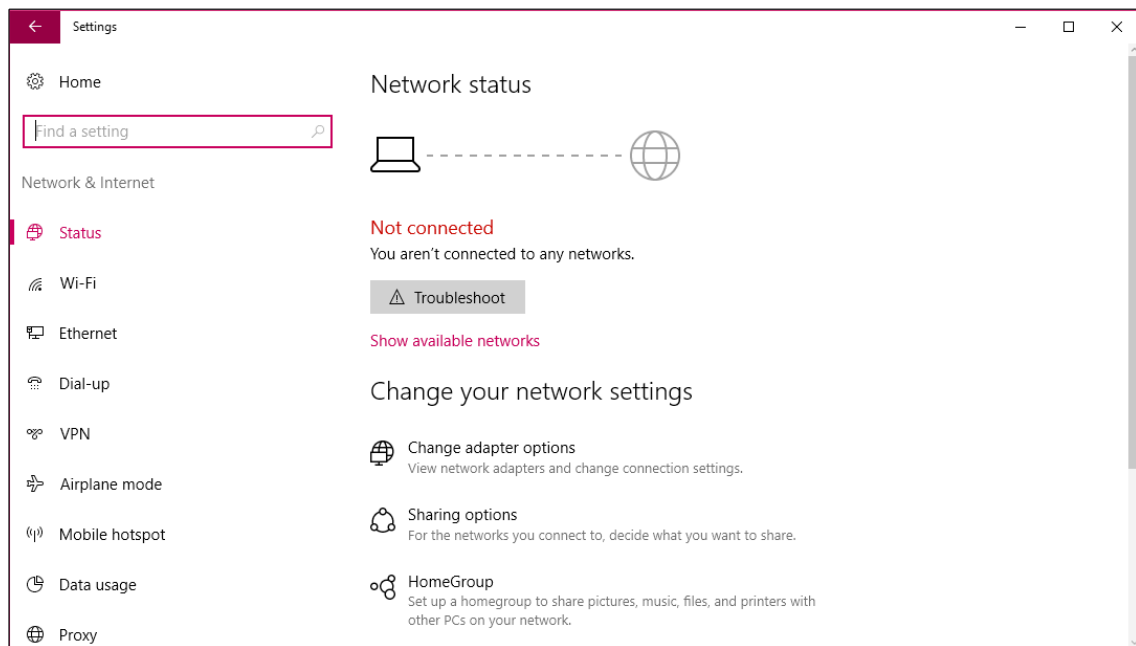 Settings
Home
Find a setting
Network & Internet
Status
Wi-Fi
Ethernet
Dial-up
VPN
Airplane mode
Mobile hotspot
Data usage
Proxy
Network status
Not connected
You aren't connected to any networks.
Troubleshoot
Show available networks
Change your network settings
Change adapter options
View network adapters and change connection settings.
Sharing options
For the networks you connect to, decide what you want to share.
HomeGroup
Set up a homegroup to share pictures, music, files, and printers with
other PCs on your network.